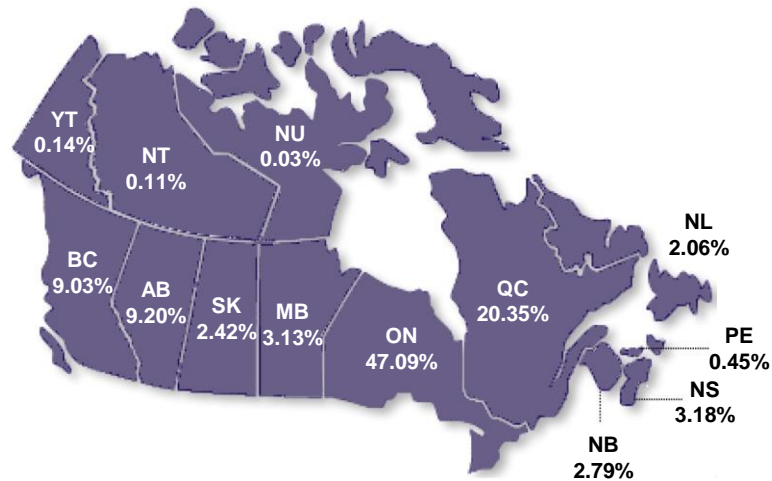 YT
0.14%
NT
0.11%
NU
0.03%
BC
9.03%
AB
9.20%
SK
2.42%
MB
3.13%
ON
47.09%
QC
20.35%
NL
2.06%
PE
0.45%
NS
3.18%
NB
2.79%